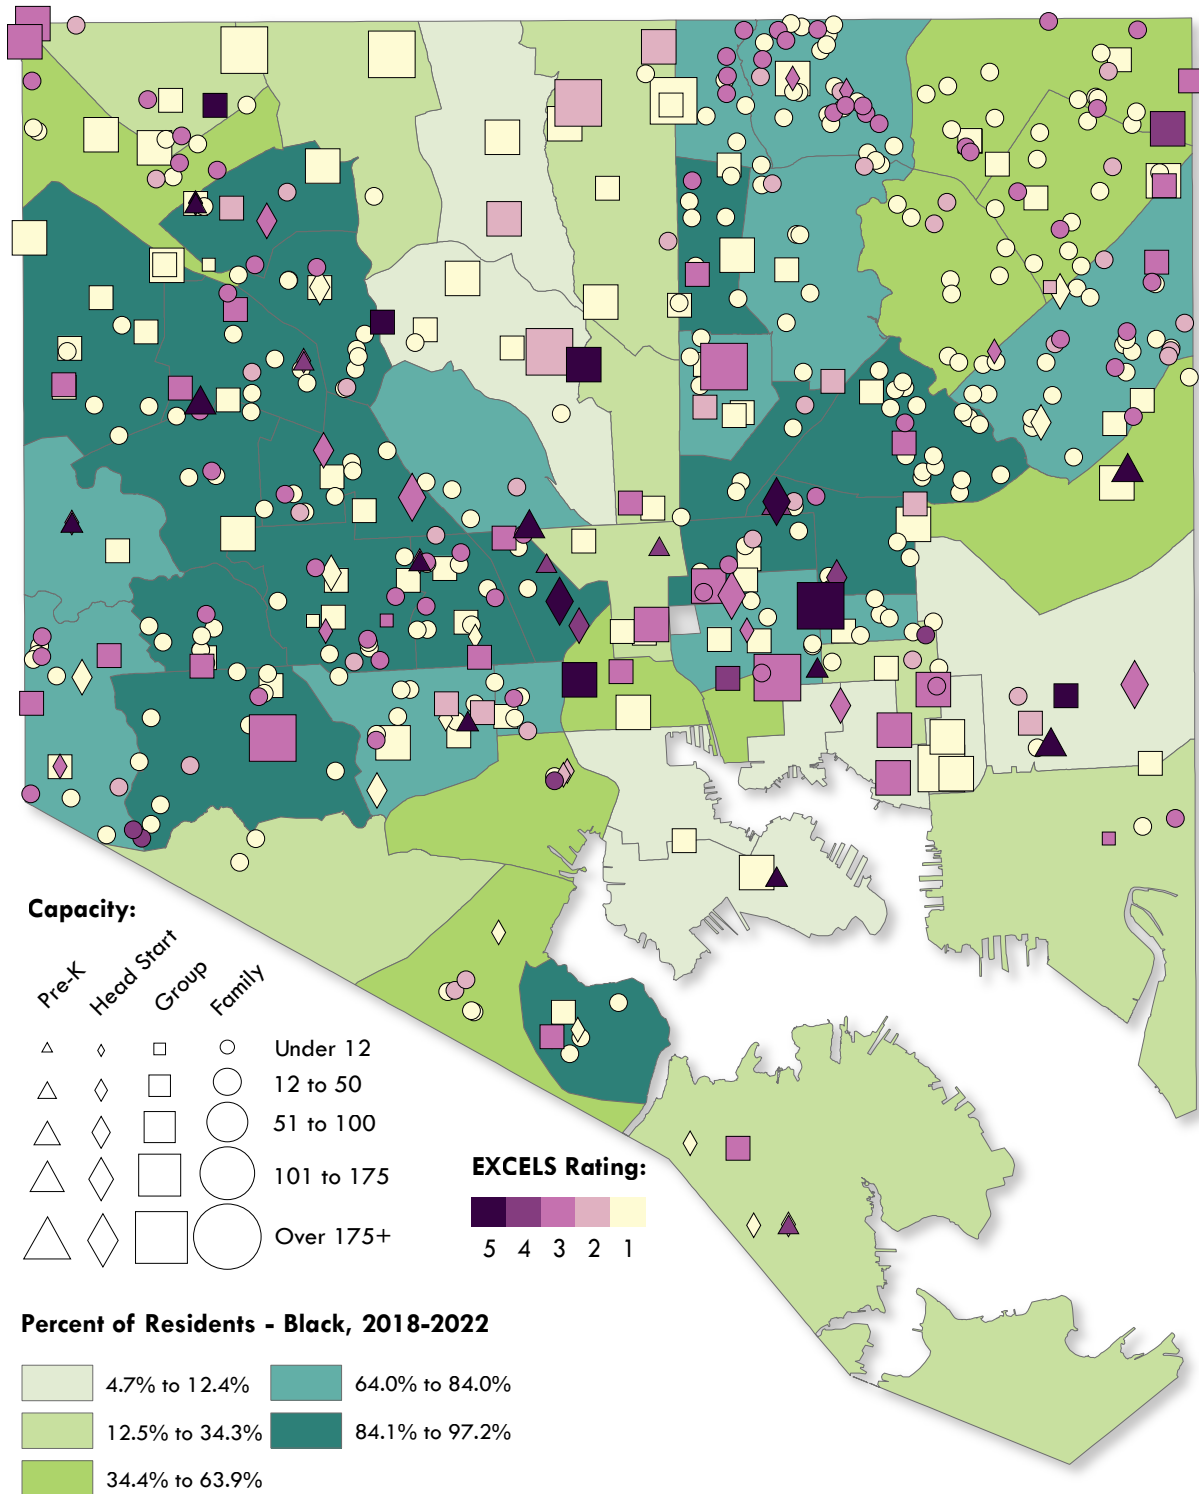 Capacity:
Pre-K
Head Start
Group
Family
Under 12
12 to 50
51 to 100
101 to 175
Over 175+
EXCELS Rating:
5 4 3 2 1
Percent of Residents - Black, 2018-2022
4.7% to 12.4% 64.0% to 84.0%
12.5% to 34.3% 84.1% to 97.2%
34.4% to 63.9%